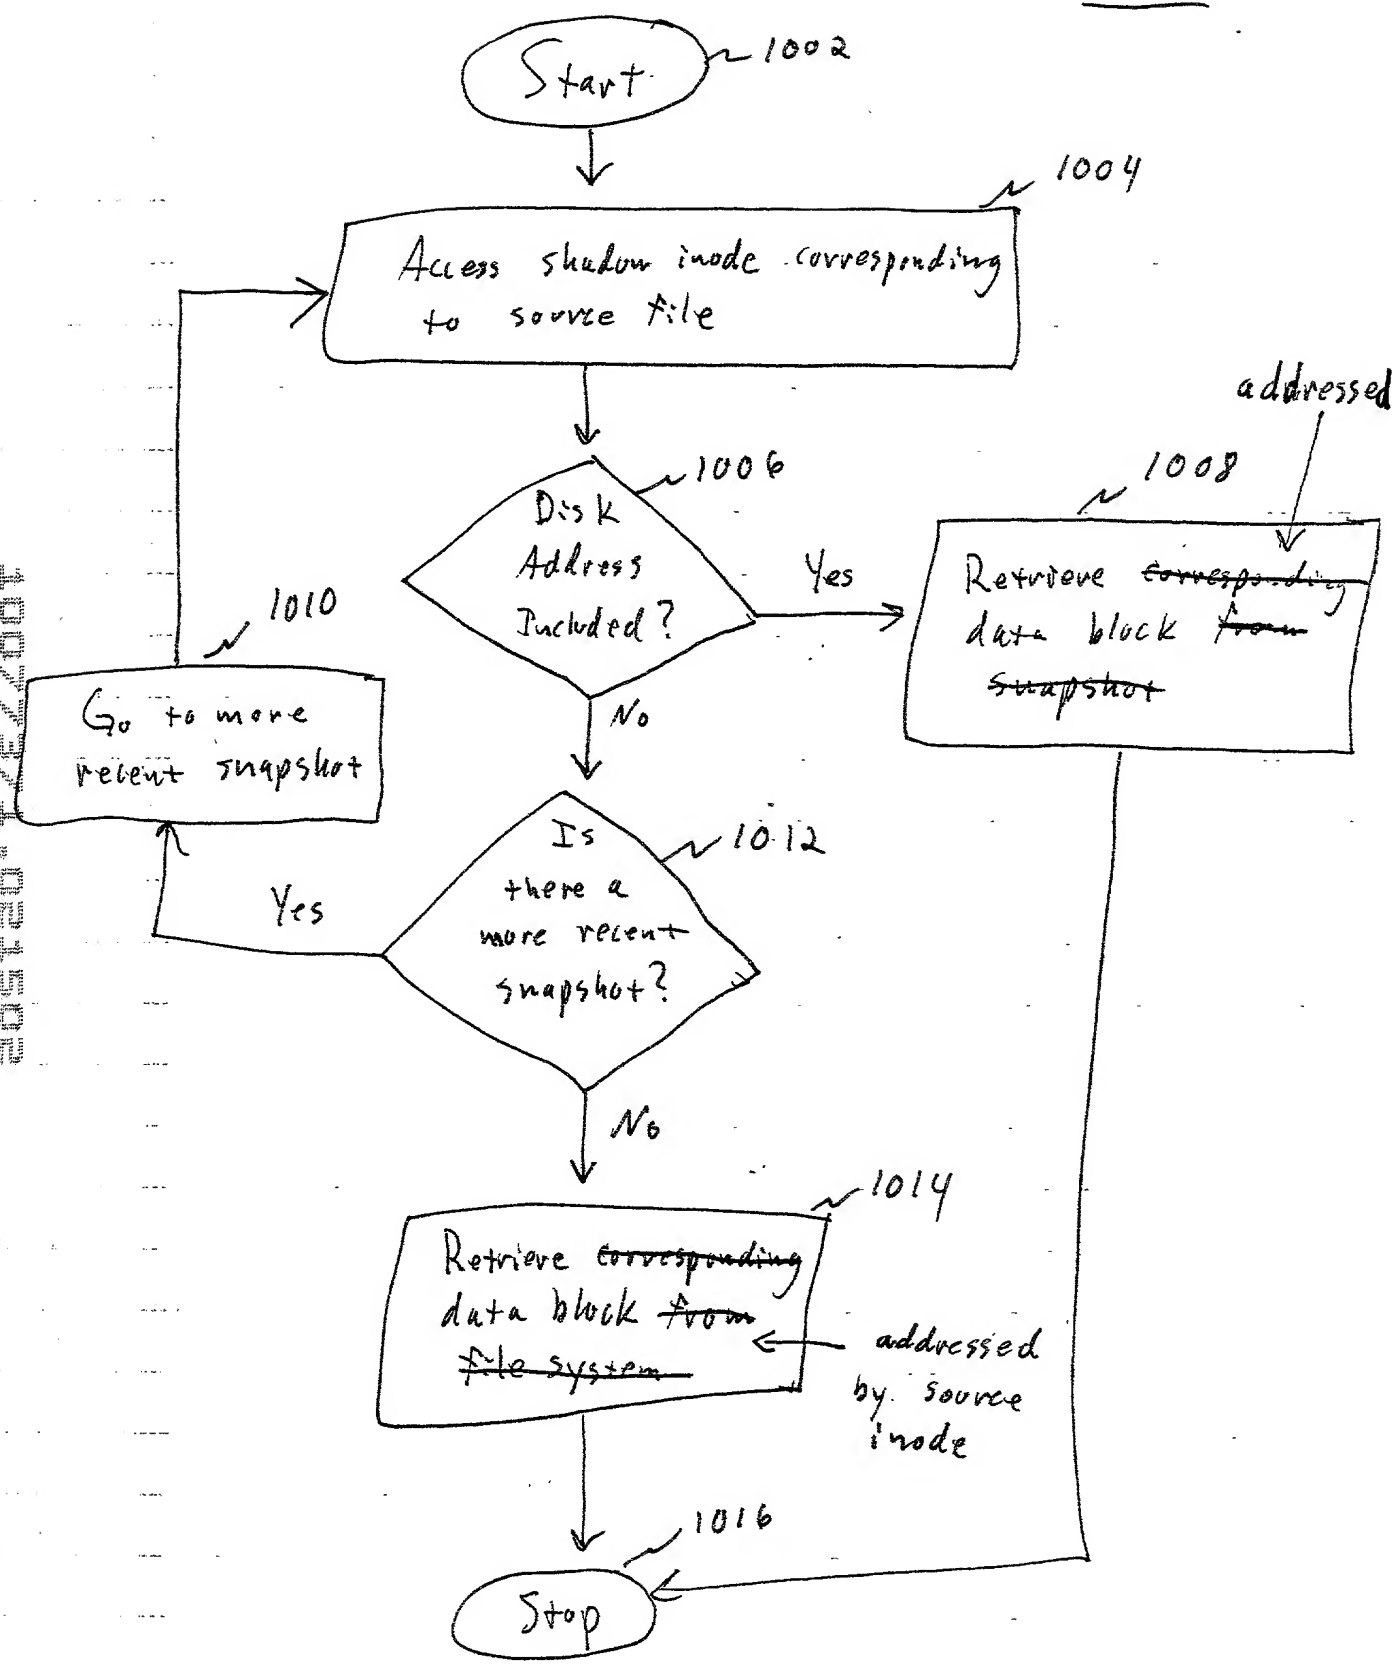 Start
1002
1004
Access shadow inode corresponding
to source file
addressed
1006
1008
Disk
Address
Included?
Yes
Retrieve corresponding
data block from
snapshot
1010
Go to more
recent snapshot
No
Is
there a
more recent
snapshot?
1012
Yes
No
1014
Retrieve corresponding
data block from
file system
addressed
by source
inode
1016
Stop
10077371.021502